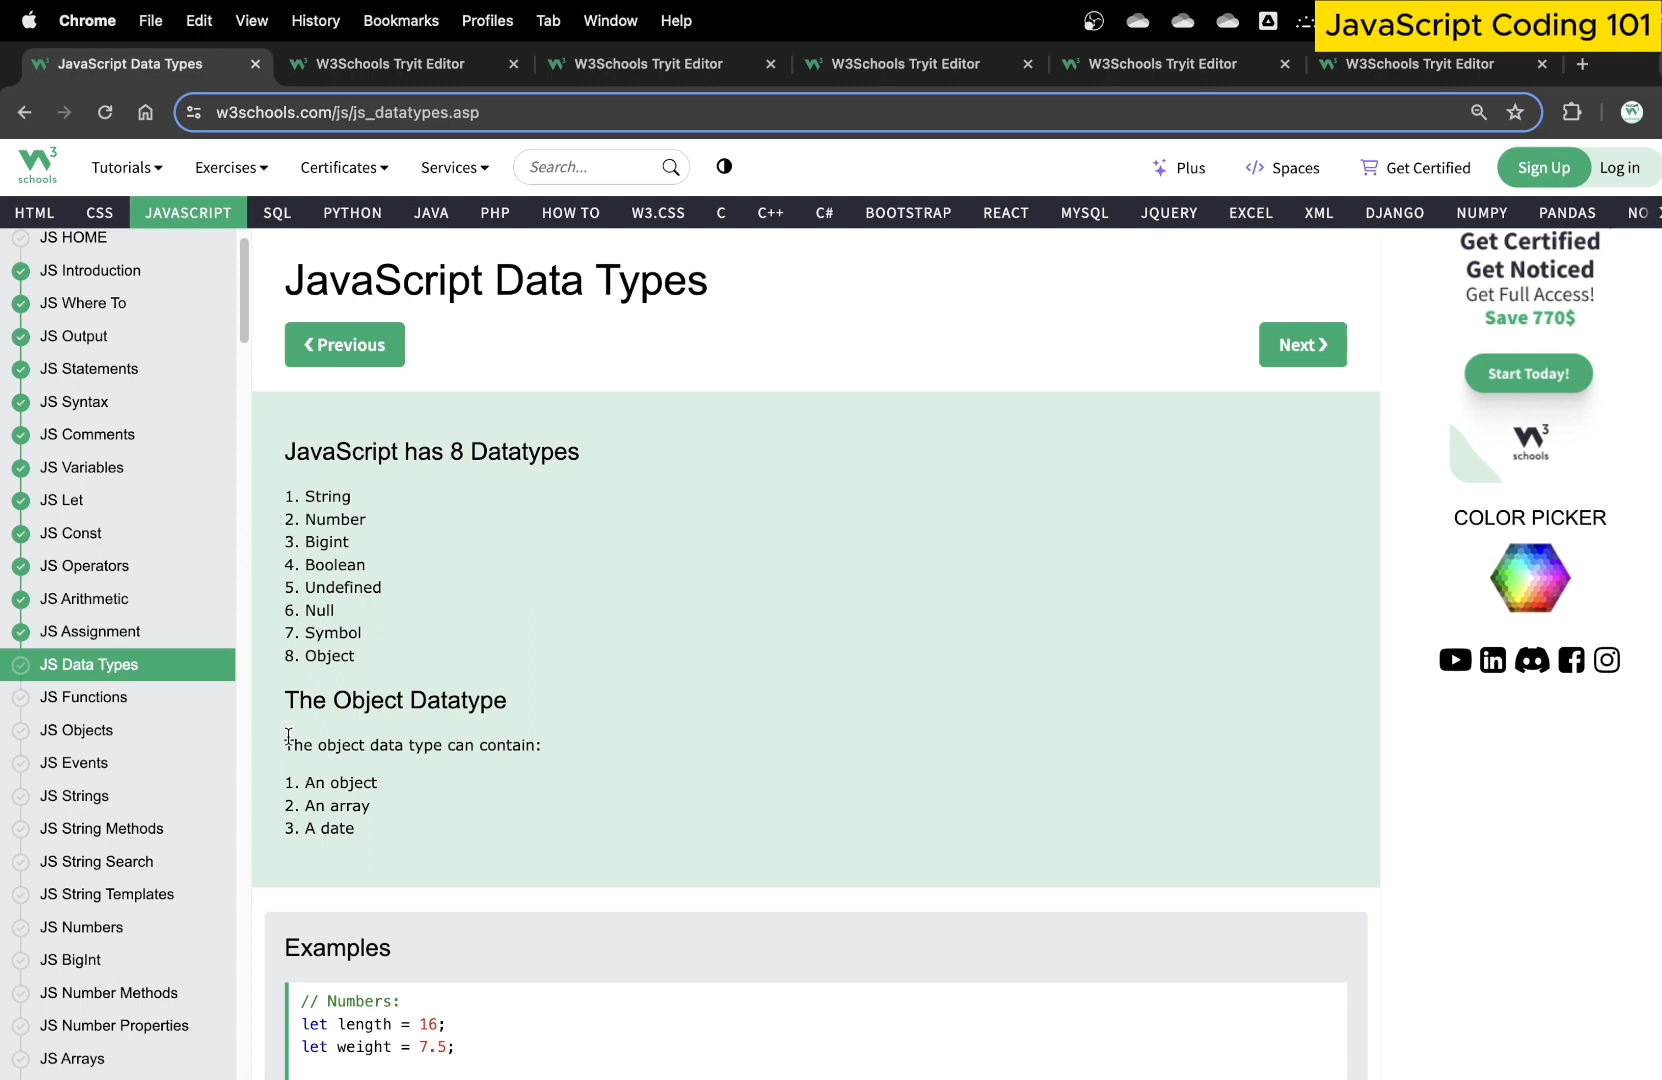 Chrome File Edit View History Bookmarks Profiles Tab Window Help
JavaScript Coding 101
JavaScript Data Types W3Schools Tryit Editor W3Schools Tryit Editor W3Schools Tryit Editor W3Schools Tryit Editor W3Schools Tryit Editor
w3schools.com/js/js_datatypes.asp
W3 schools Tutorials Exercises Certificates Services Search... Plus Spaces Get Certified Sign Up Log in
HTML CSS JAVASCRIPT SQL PYTHON JAVA PHP HOW TO W3.CSS C C++ C# BOOTSTRAP REACT MYSQL JQUERY EXCEL XML DJANGO NUMPY PANDAS NO
JS HOME
JS Introduction
JS Where To
JS Output
JS Statements
JS Syntax
JS Comments
JS Variables
JS Let
JS Const
JS Operators
JS Arithmetic
JS Assignment
JS Data Types
JS Functions
JS Objects
JS Events
JS Strings
JS String Methods
JS String Search
JS String Templates
JS Numbers
JS BigInt
JS Number Methods
JS Number Properties
JS Arrays
JavaScript Data Types
❮ Previous
Next ❯
JavaScript has 8 Datatypes
1. String
2. Number
3. Bigint
4. Boolean
5. Undefined
6. Null
7. Symbol
8. Object
The Object Datatype
The object data type can contain:
1. An object
2. An array
3. A date
Examples
// Numbers:
let length = 16;
let weight = 7.5;
Get Certified
Get Noticed
Get Full Access!
Save 770$
Start Today!
W3
schools
COLOR PICKER